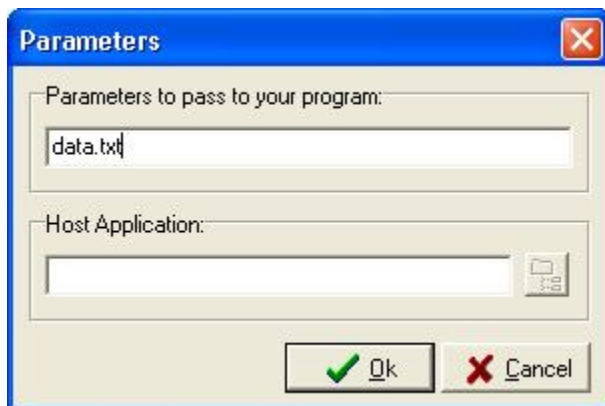 Parameters
Parameters to pass to your program:
data.txt
Host Application:
Ok
Cancel